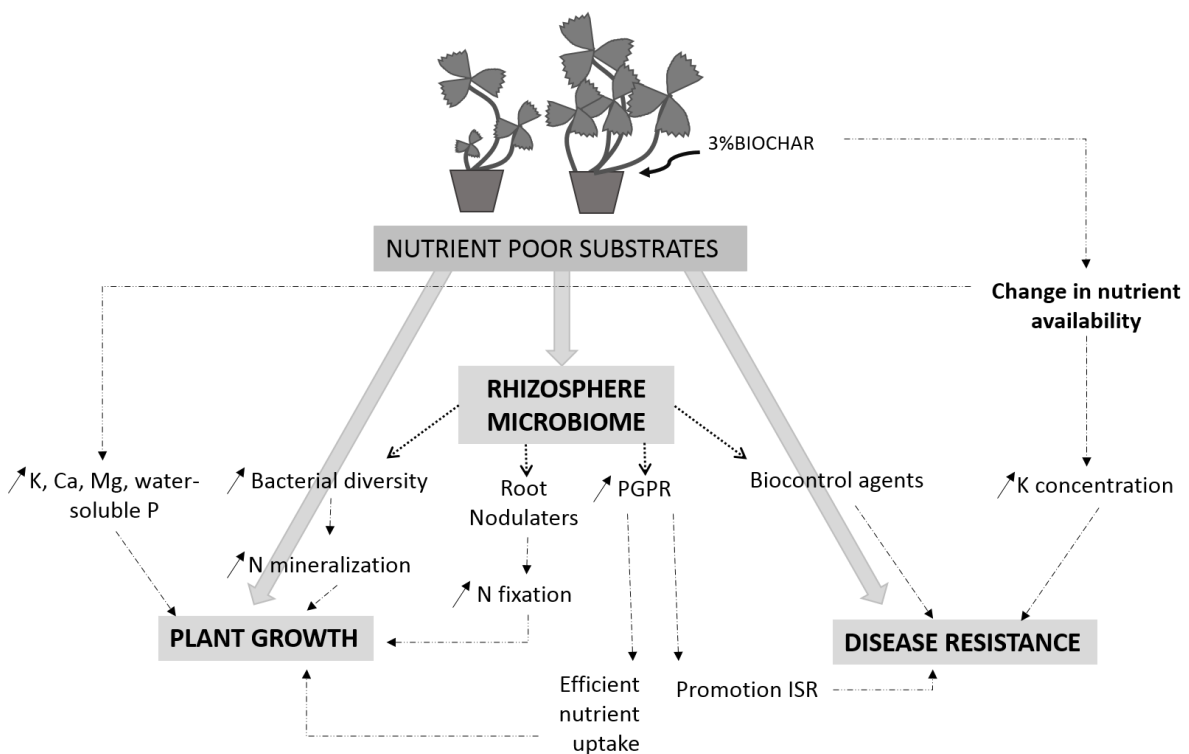 3%BIOCHAR
NUTRIENT POOR SUBSTRATES
Change in nutrient
availability
RHIZOSPHERE
MICROBIOME
K, Ca, Mg, water-
soluble P
Bacterial diversity
Root
Nodulaters
PGPR
Biocontrol agents
K concentration
N mineralization
N fixation
PLANT GROWTH
DISEASE RESISTANCE
Efficient
nutrient
uptake
Promotion ISR